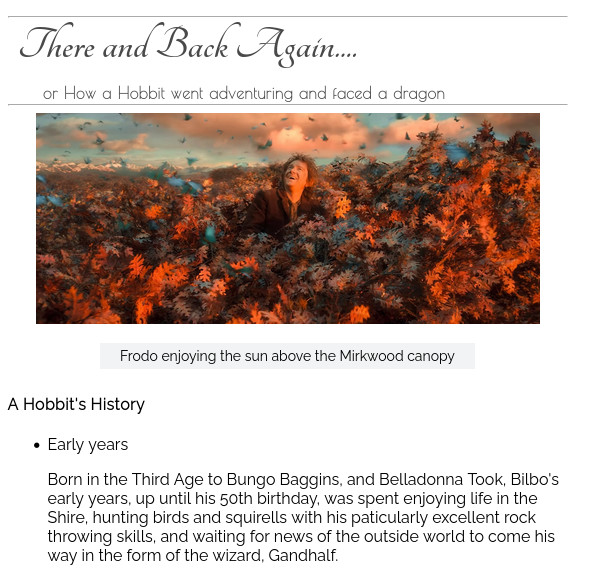 There and Back Again....
or How a Hobbit went adventuring and faced a dragon
Frodo enjoying the sun above the Mirkwood canopy
A Hobbit's History
• Early years
Born in the Third Age to Bungo Baggins, and Belladonna Took, Bilbo's
early years, up until his 50th birthday, was spent enjoying life in the
Shire, hunting birds and squirells with his paticularly excellent rock
throwing skills, and waiting for news of the outside world to come his
way in the form of the wizard, Gandhalf.